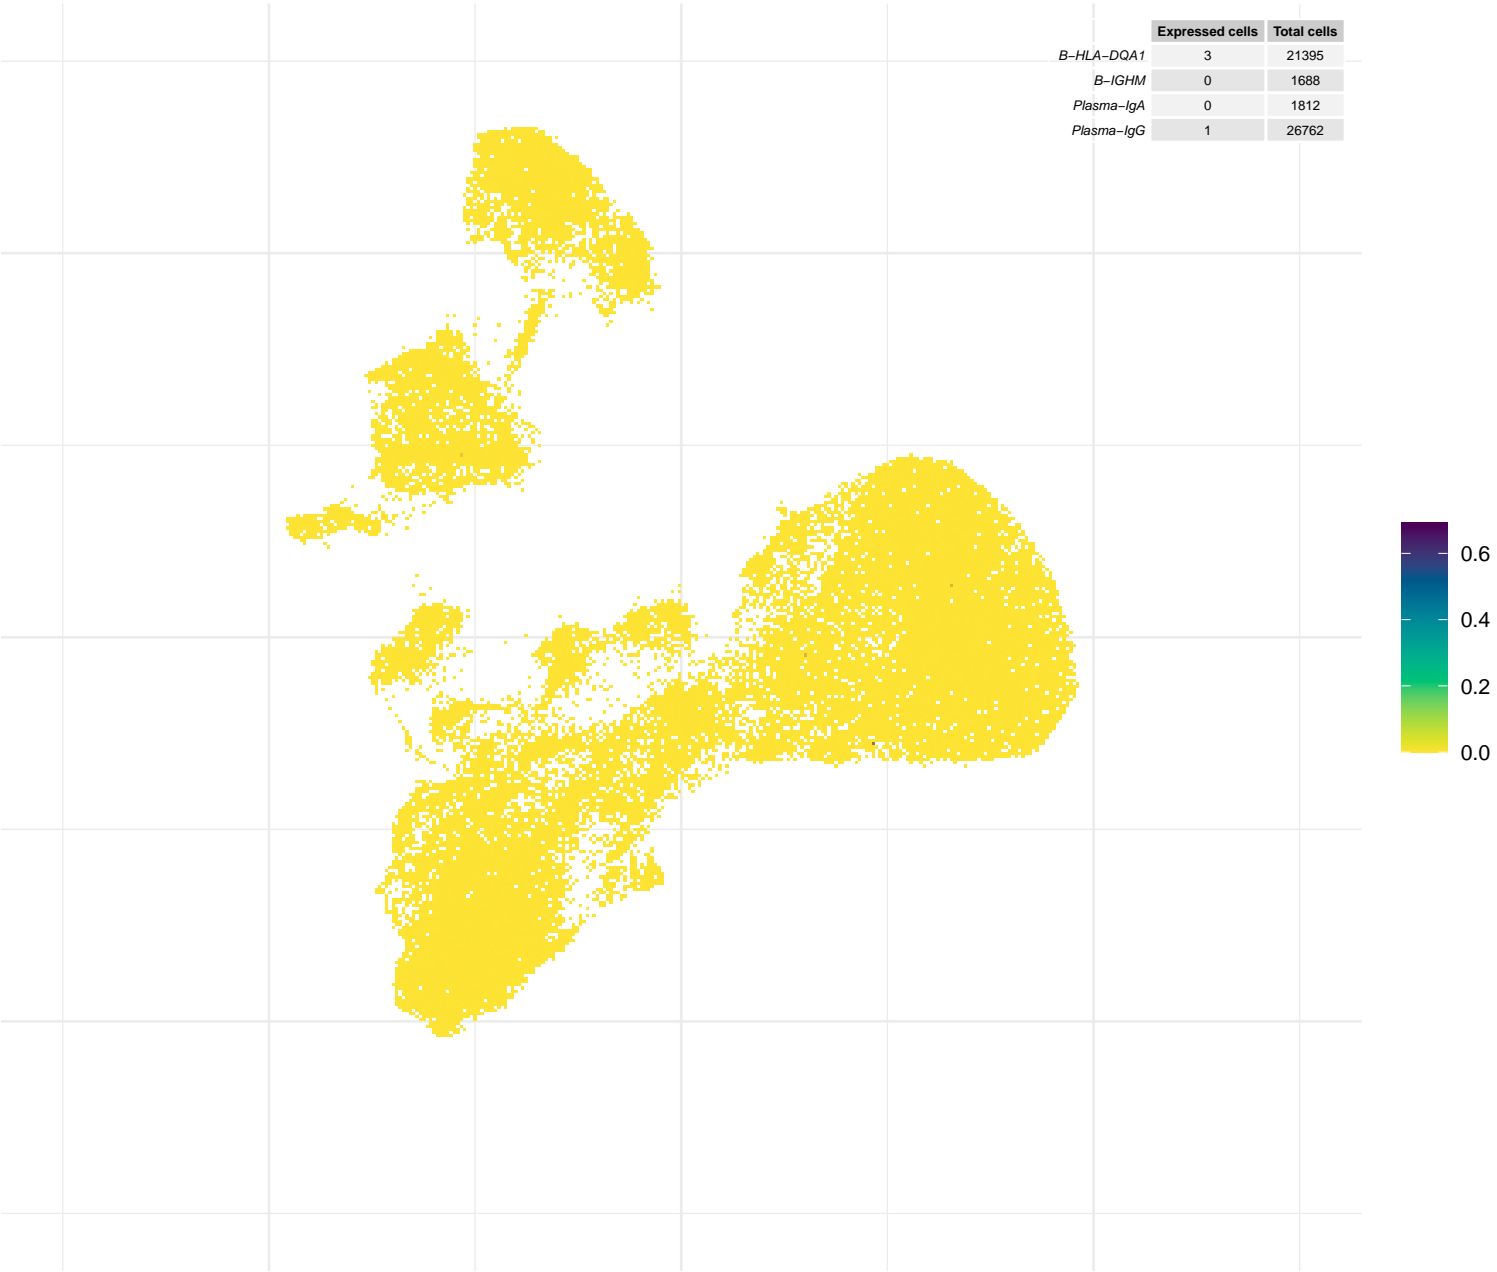 Expressed cells Total cells
B−HLA−DQA1 3 21395
B−IGHM 0 1688
Plasma−IgA 0 1812
Plasma−IgG 1 26762
0.6
0.4
0.2
0.0